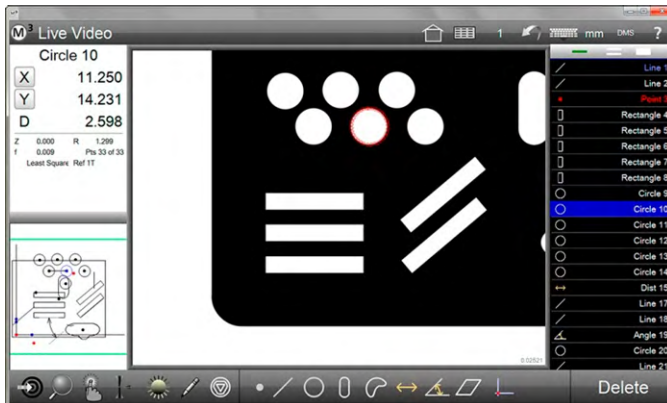 M3 Live Video
1
mm
DMS
?
Circle 10
X 11.250
Y 14.231
D 2.598
Z 0.000 R 1.299
f 0.009 Pts 33 of 33
Least Square Ref 1T
Line 1
Line 2
Rectangle 4
Rectangle 5
Rectangle 6
Rectangle 7
Rectangle 8
Circle 9
Circle 10
Circle 11
Circle 12
Circle 13
Circle 14
Dist 15
Line 17
Line 18
Angle 19
Circle 20
Line 21
0.02521
Delete